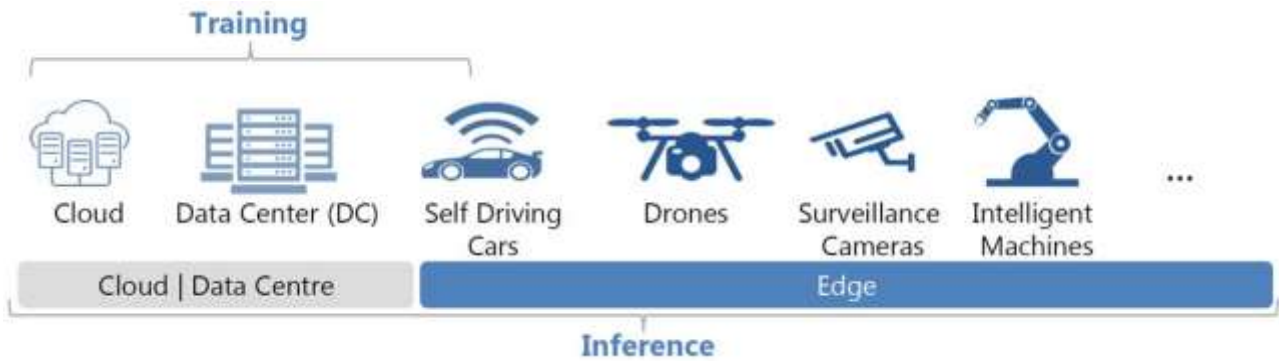 Training
Cloud
Data Center (DC)
Self Driving
Cars
Drones
Surveillance
Cameras
Intelligent
Machines
...
Cloud | Data Centre
Edge
Inference